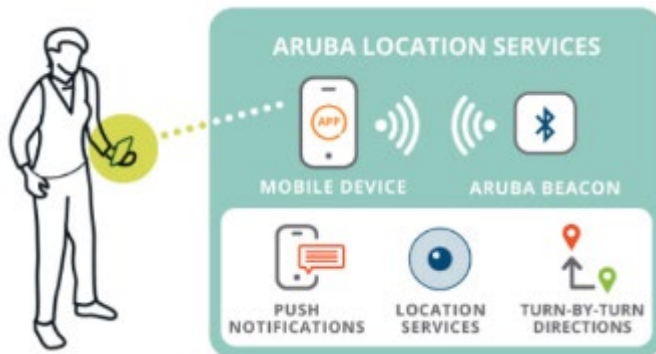 ARUBA LOCATION SERVICES
APP
MOBILE DEVICE
ARUBA BEACON
PUSH
NOTIFICATIONS
LOCATION
SERVICES
TURN-BY-TURN
DIRECTIONS